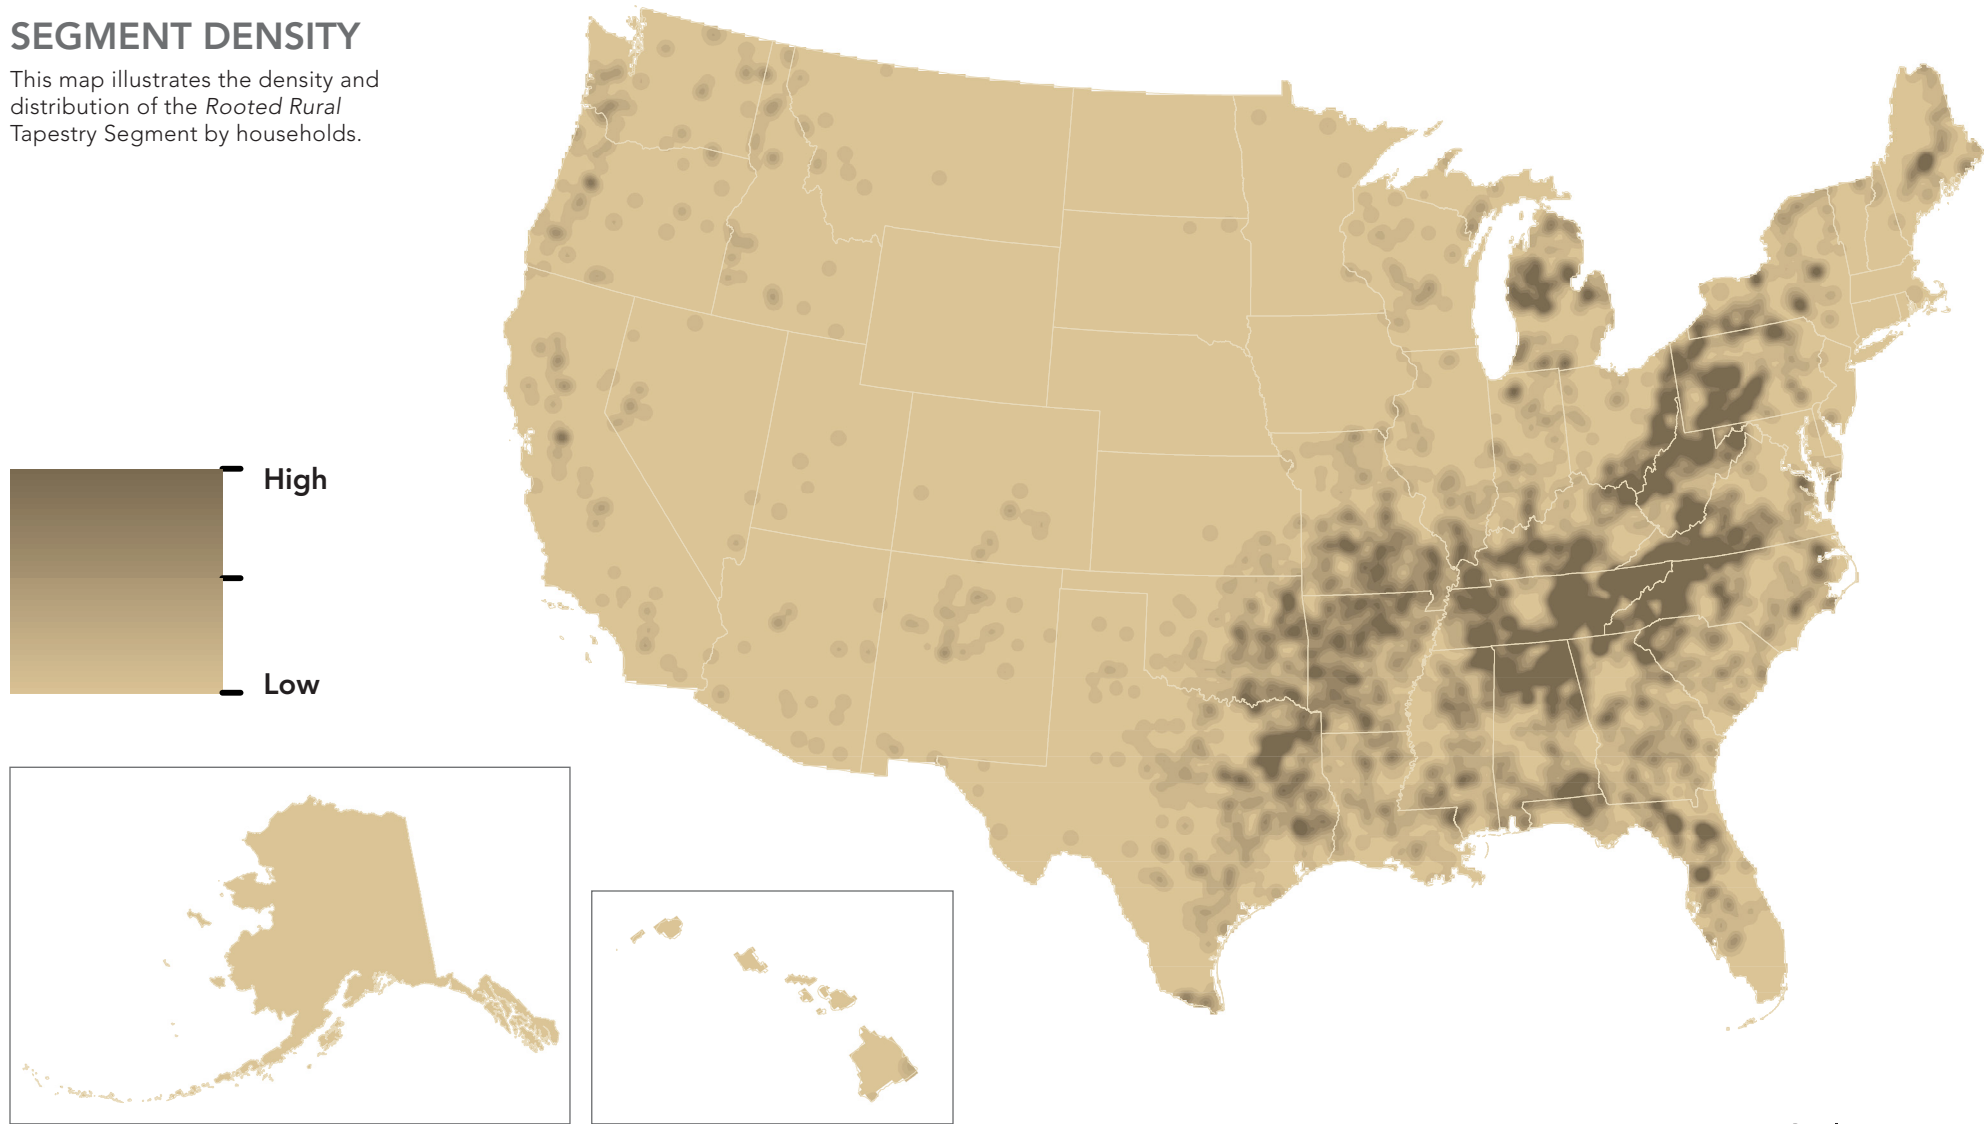 SEGMENT DENSITY
This map illustrates the density and
distribution of the Rooted Rural
Tapestry Segment by households.
High
Low